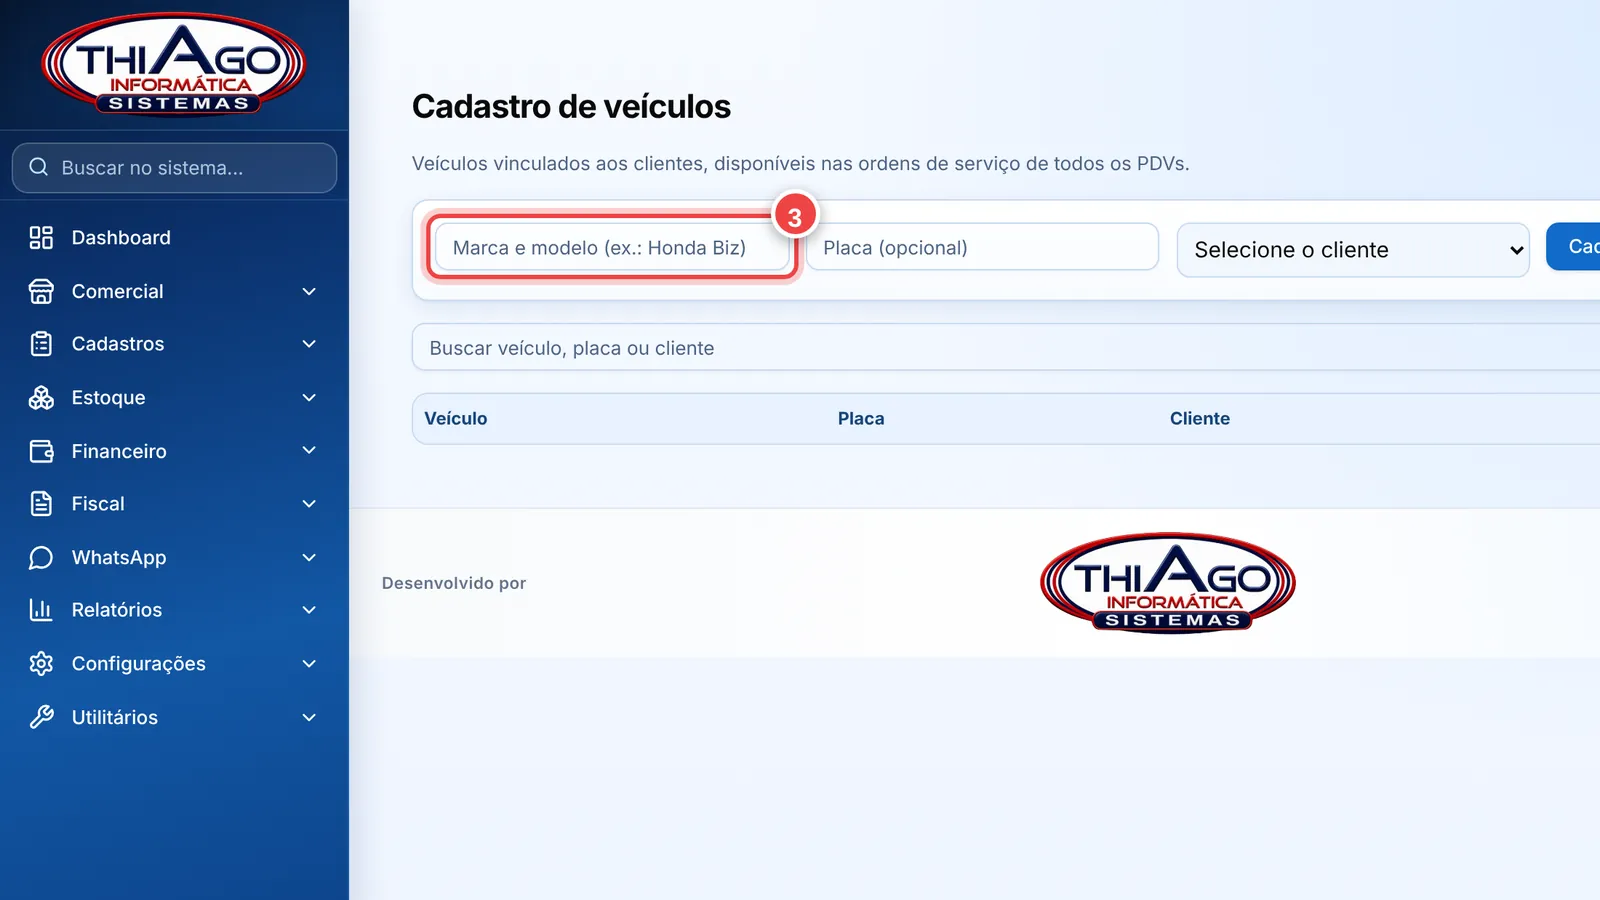 THIAGO
INFORMÁTICA
SISTEMAS
Buscar no sistema...
Dashboard
Comercial
Cadastros
Estoque
Financeiro
Fiscal
WhatsApp
Relatórios
Configurações
Utilitários
Cadastro de veículos
Veículos vinculados aos clientes, disponíveis nas ordens de serviço de todos os PDVs.
3
Marca e modelo (ex.: Honda Biz)
Placa (opcional)
Selecione o cliente
Cad
Buscar veículo, placa ou cliente
Veículo
Placa
Cliente
Desenvolvido por
THIAGO
INFORMÁTICA
SISTEMAS